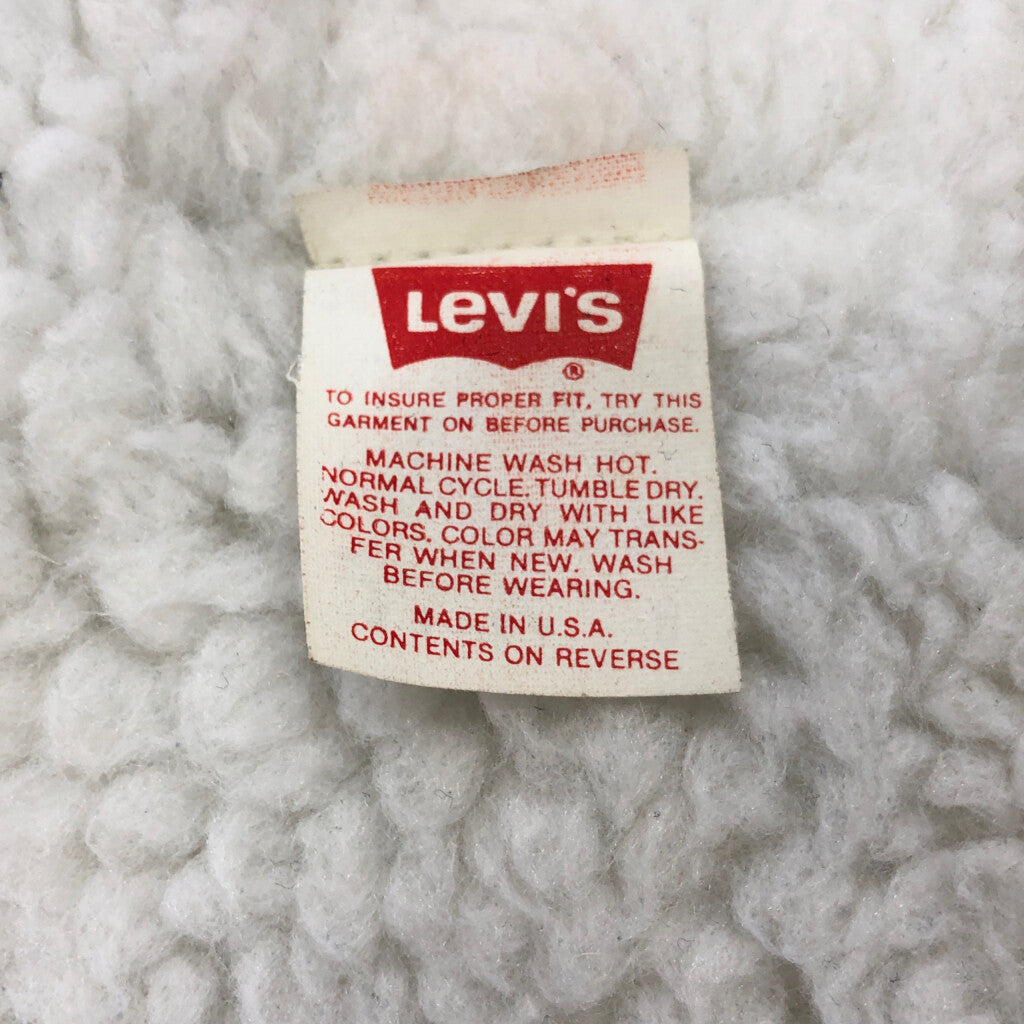 Levi's
®
TO INSURE PROPER FIT, TRY THIS
GARMENT ON BEFORE PURCHASE.
MACHINE WASH HOT.
NORMAL CYCLE. TUMBLE DRY.
WASH AND DRY WITH LIKE
COLORS. COLOR MAY TRANS-
FER WHEN NEW. WASH
BEFORE WEARING.
MADE IN U.S.A.
CONTENTS ON REVERSE